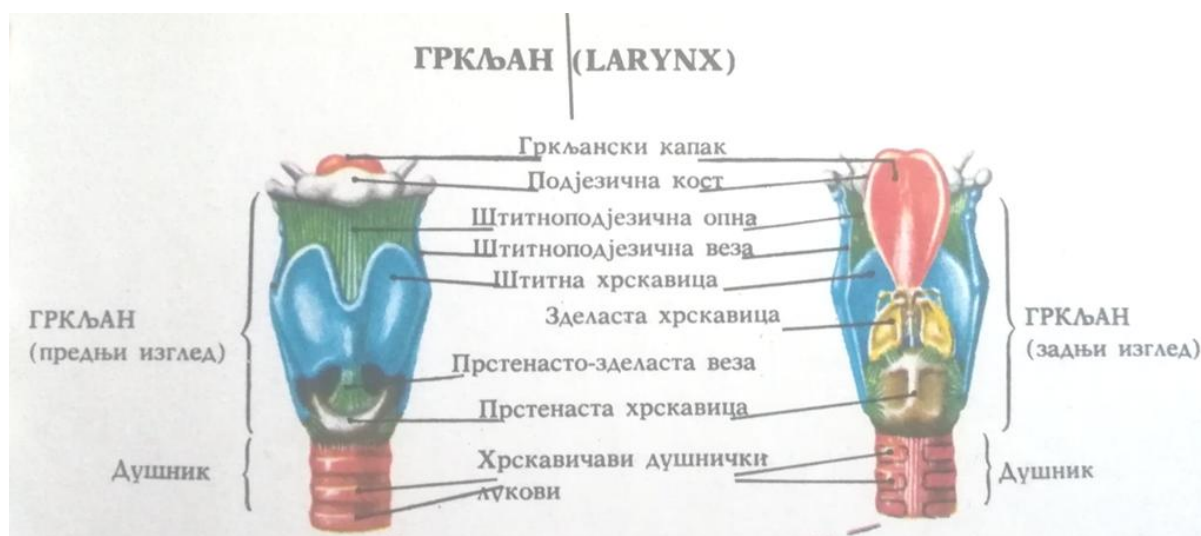 ГРКЉАН (LARYNX)
Гркљански капак
Подјезична кост
Штитноподјезична опна
Штитноподјезична веза
Штитна хрскавица
Зделаста хрскавица
ГРКЉАН
(предњи изглед)
ГРКЉАН
(задњи изглед)
Прстенасто-зделаста веза
Прстенаста хрскавица
Душник
Хрскавичави душнички
лукови
Душник